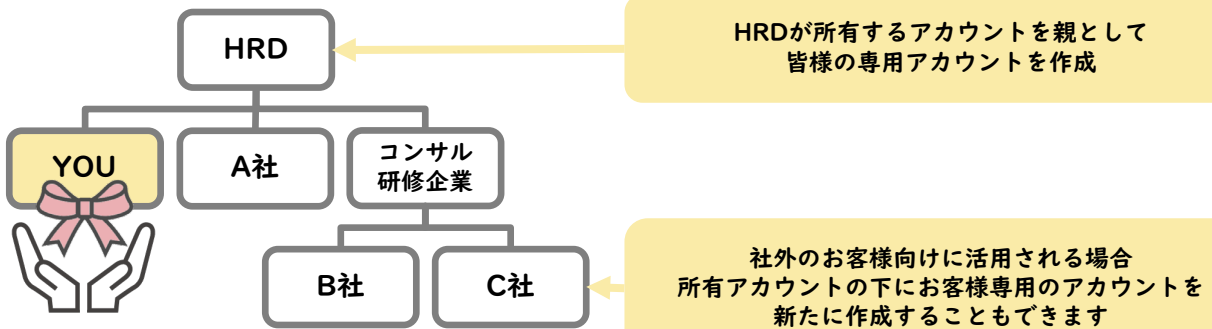 HRD
HRDが所有するアカウントを親として
皆様の専用アカウントを作成
YOU
A社
コンサル
研修企業
B社
C社
社外のお客様向けに活用される場合
所有アカウントの下にお客様専用のアカウントを
新たに作成することもできます